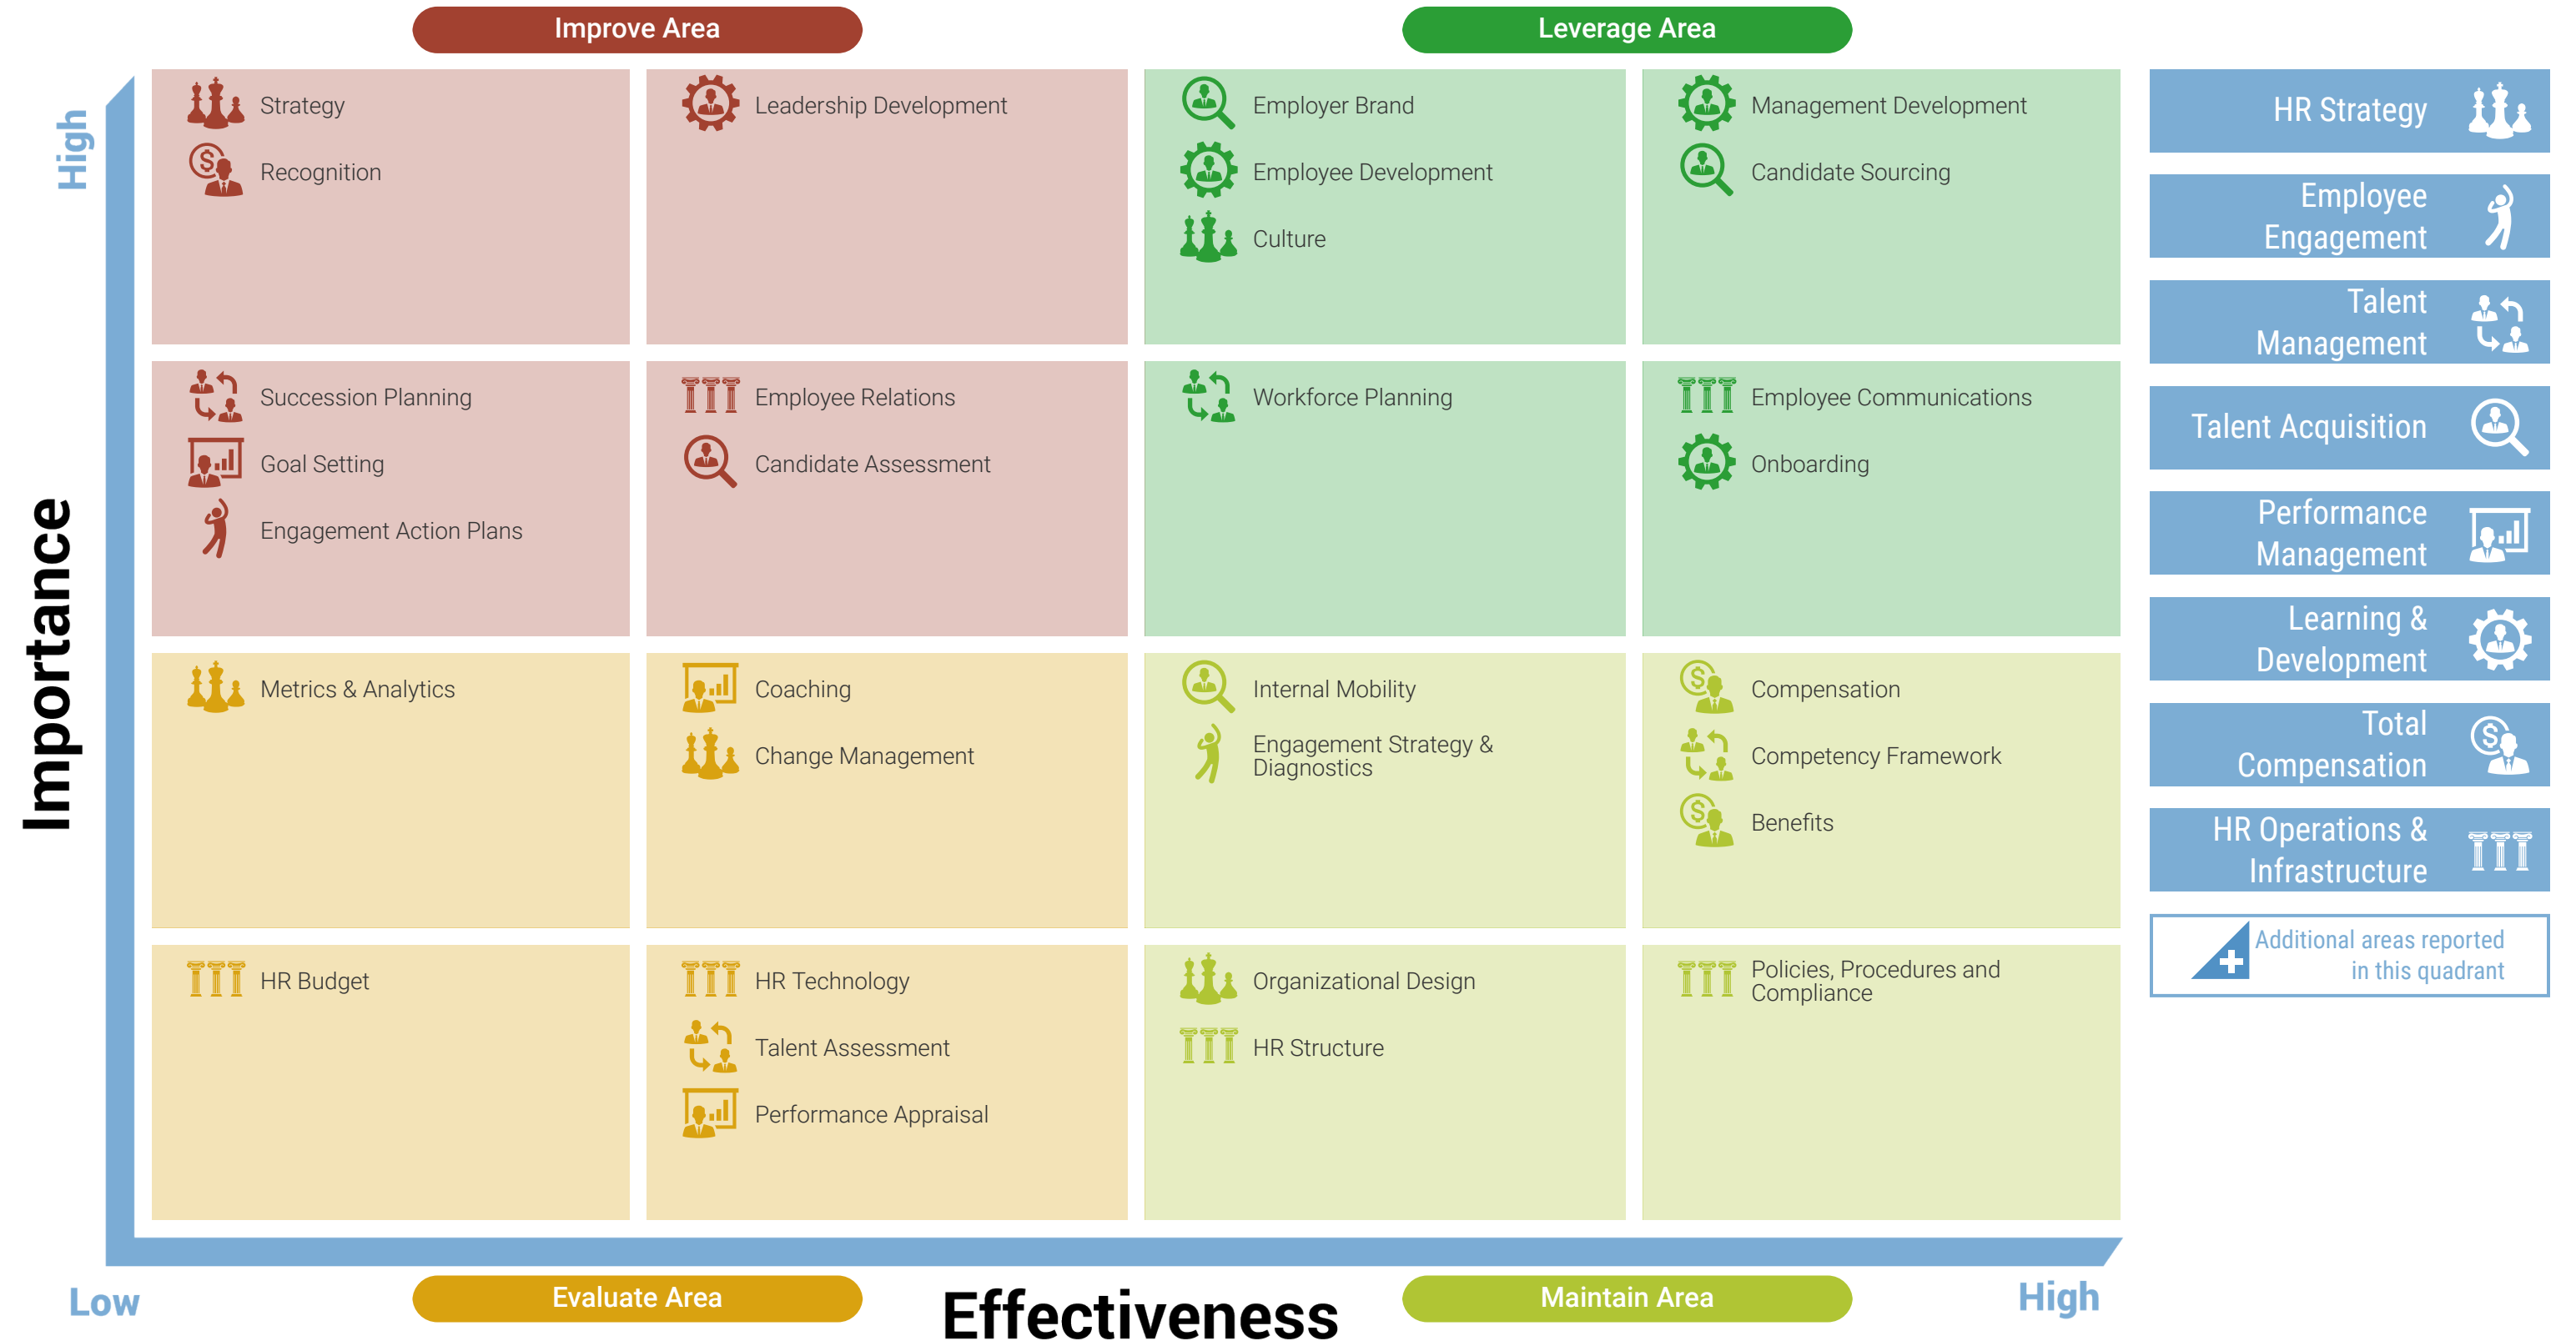 Improve Area
Leverage Area
High
Importance
Strategy
Recognition
Leadership Development
Employer Brand
Employee Development
Culture
Management Development
Candidate Sourcing
Succession Planning
Goal Setting
Engagement Action Plans
Employee Relations
Candidate Assessment
Workforce Planning
Employee Communications
Onboarding
Metrics & Analytics
Coaching
Change Management
Internal Mobility
Engagement Strategy &
Diagnostics
Compensation
Competency Framework
Benefits
HR Budget
HR Technology
Talent Assessment
Performance Appraisal
Organizational Design
HR Structure
Policies, Procedures and
Compliance
Low
Evaluate Area
Effectiveness
Maintain Area
High
HR Strategy
Employee
Engagement
Talent
Management
Talent Acquisition
Performance
Management
Learning &
Development
Total
Compensation
HR Operations &
Infrastructure
Additional areas reported
in this quadrant